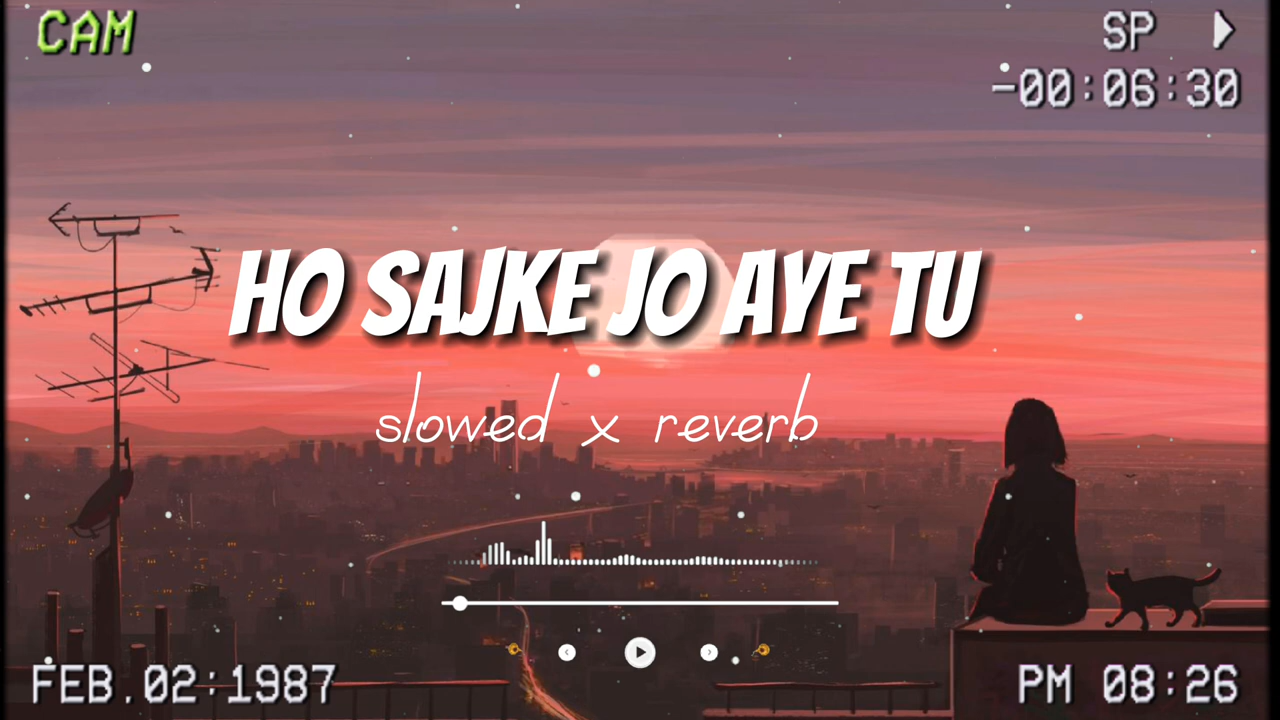 CAM
SP
-00:06:30
HO SAJKE JO AYE TU
slowed x reverb
FEB.02:1987
PM 08:26